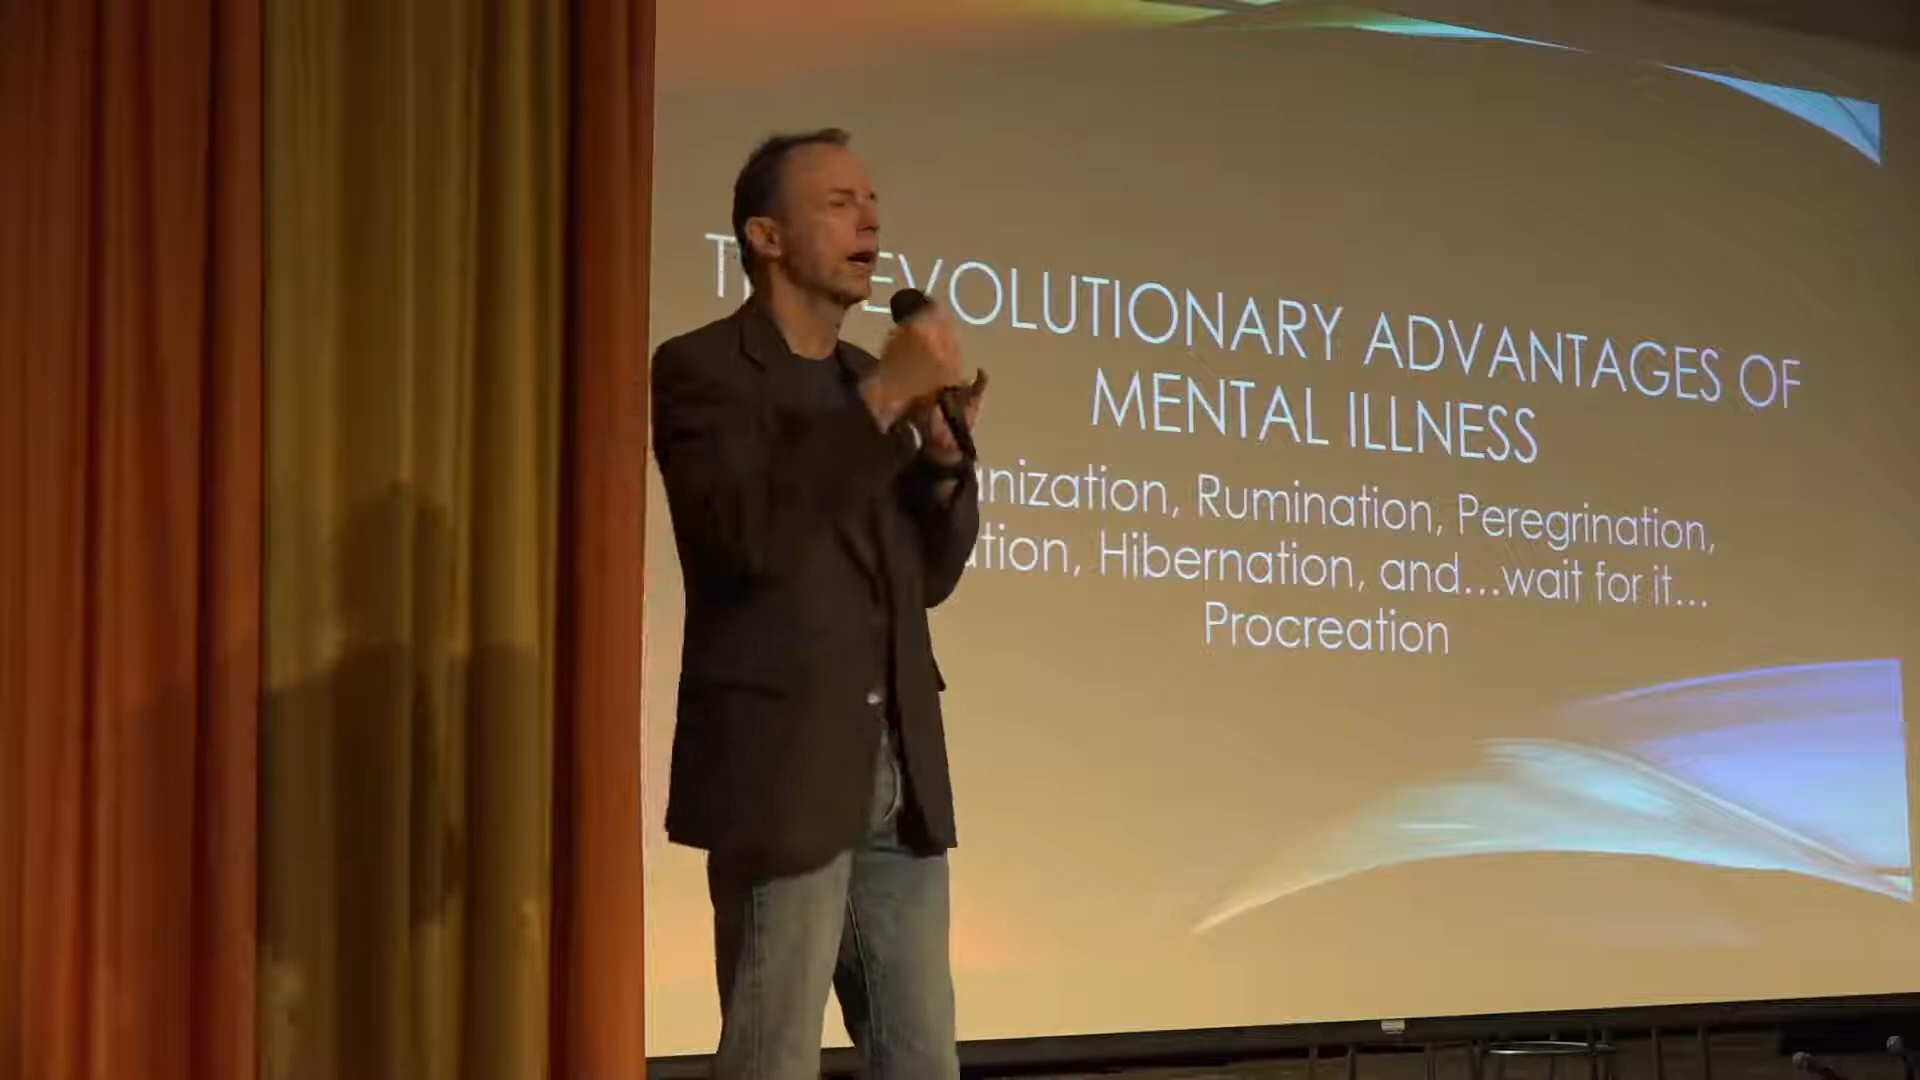 EVOLUTIONARY ADVANTAGES OF
MENTAL ILLNESS
Rumination, Peregrination,
Hibernation, and...wait for it...
Procreation